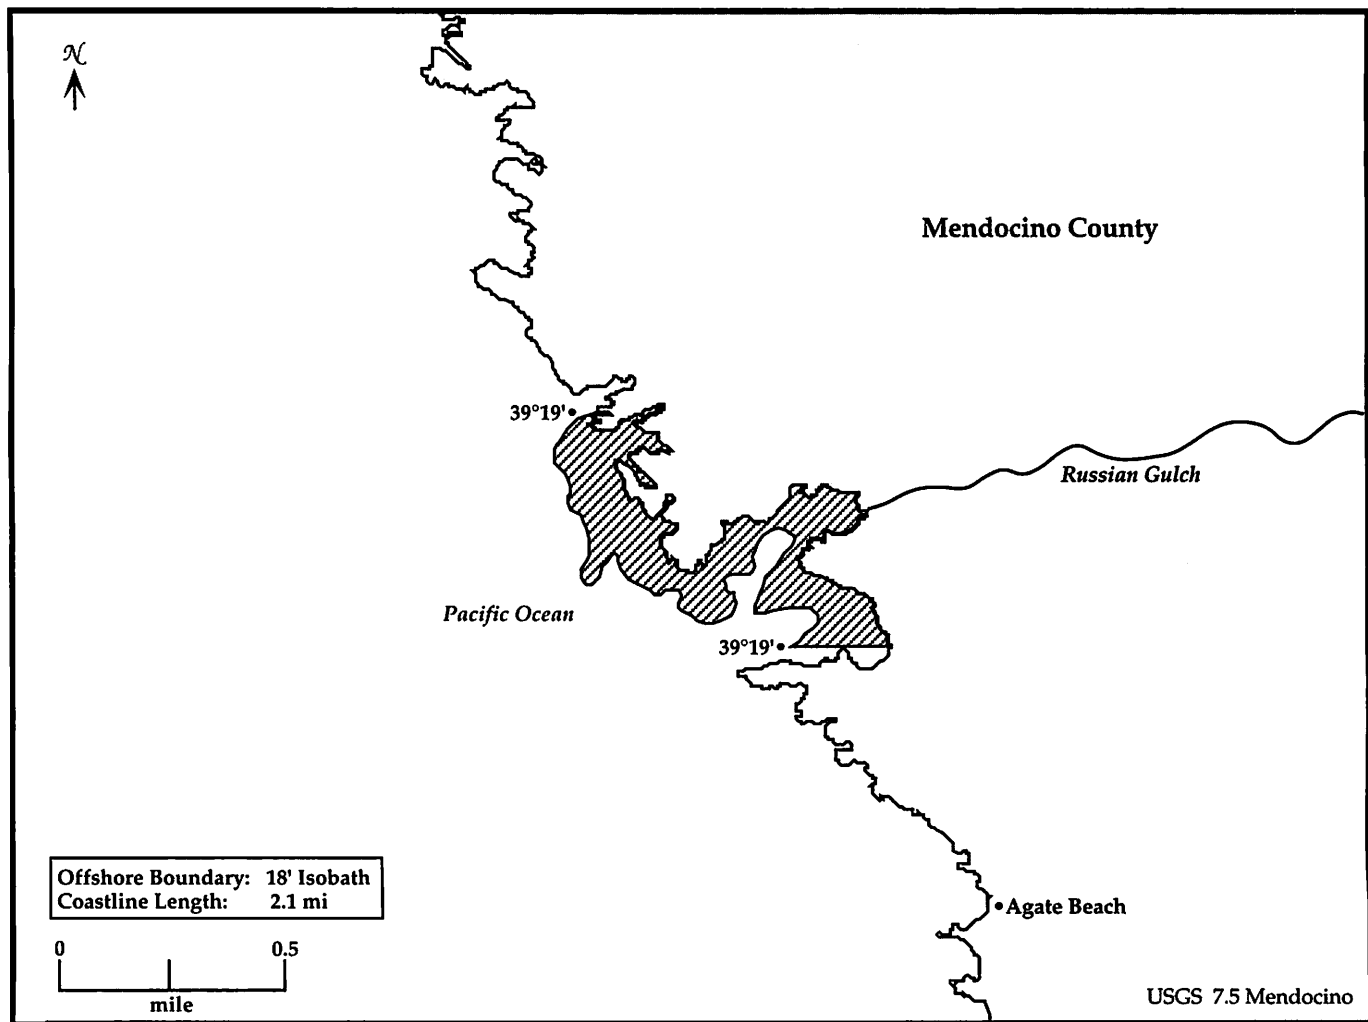 N
Mendocino County
39°19'
Russian Gulch
Pacific Ocean
39°19'
Offshore Boundary: 18' Isobath
Coastline Length: 2.1 mi
Agate Beach
0 0.5
mile
USGS 7.5 Mendocino